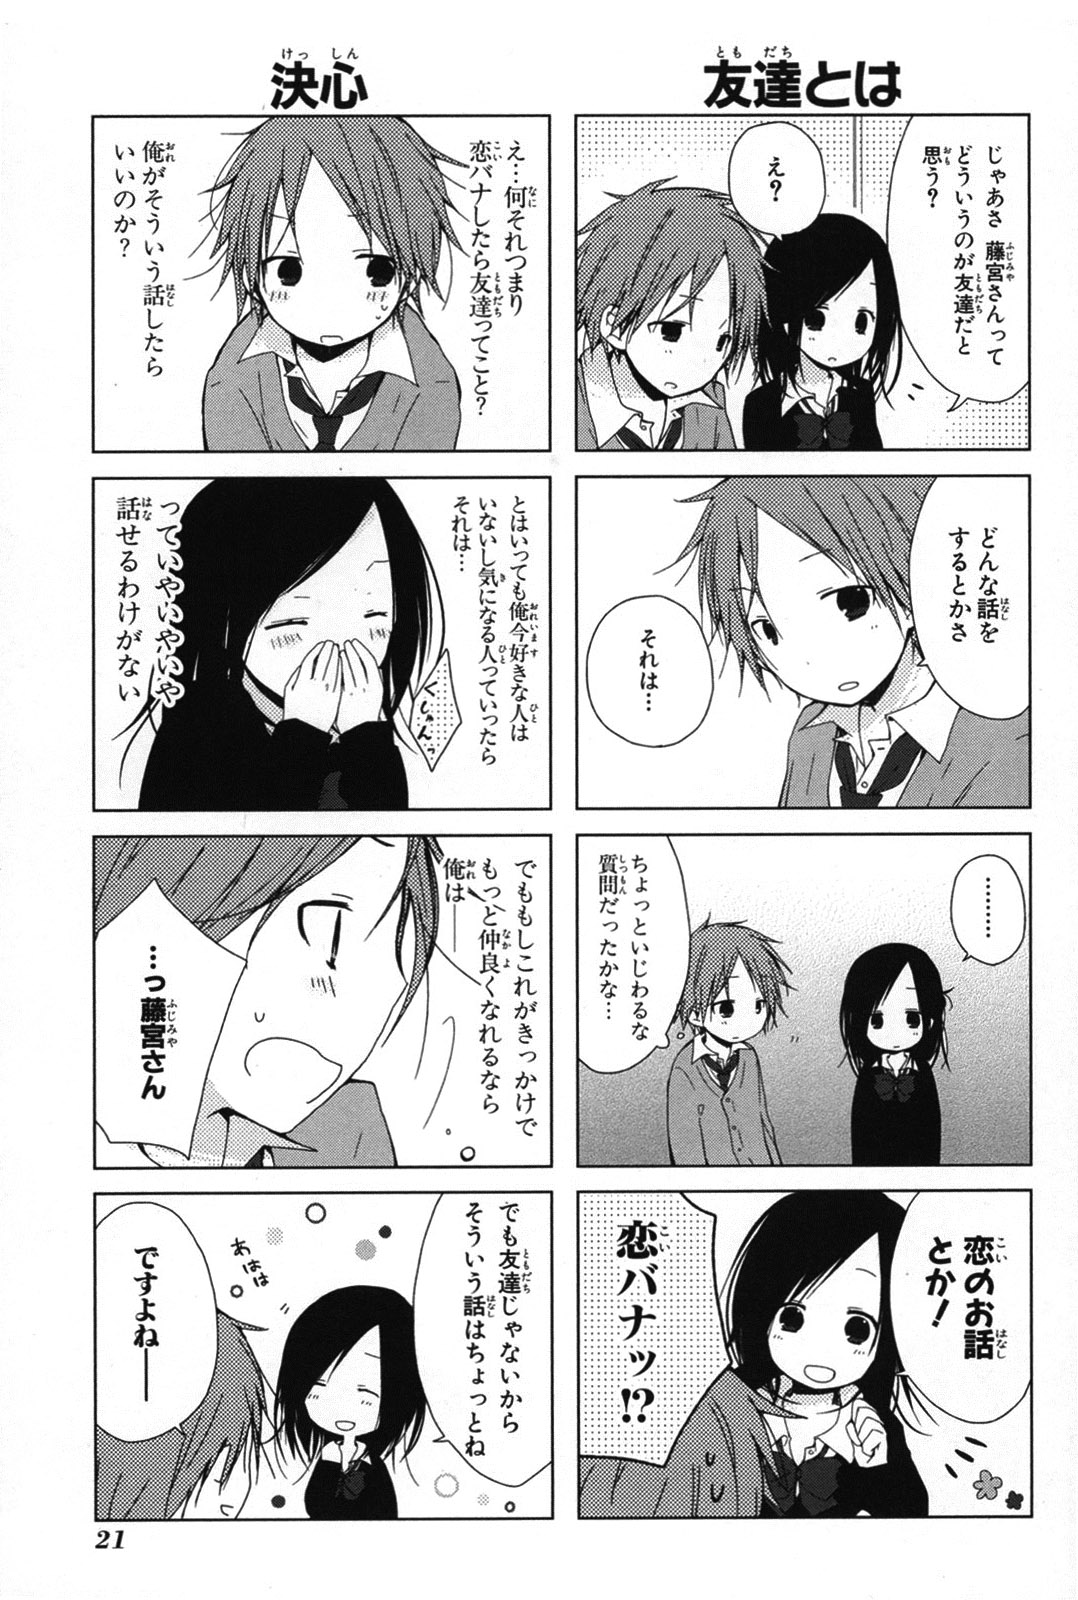 友達とは
じゃあさ 藤宮さんって
どういうのが友達だと
思う？
え？
どんな話を
するとかさ
それは…
………
ちょっといじわるな
質問だったかな…
恋のお話
とか！
恋バナッ!?
決心
え…何それつまり
恋バナしたら友達ってこと？
俺がそういう話したら
いいのか？
とはいっても俺今好きな人は
いないし気になる人っていったら
それは…
くしゅんっ
っていやいやいや
話せるわけがない
でももしこれがきっかけで
もっと仲良くなれるなら
俺は――
…っ藤宮さん
でも友達じゃないから
そういう話はちょっとね
あはは
ですよね――
21